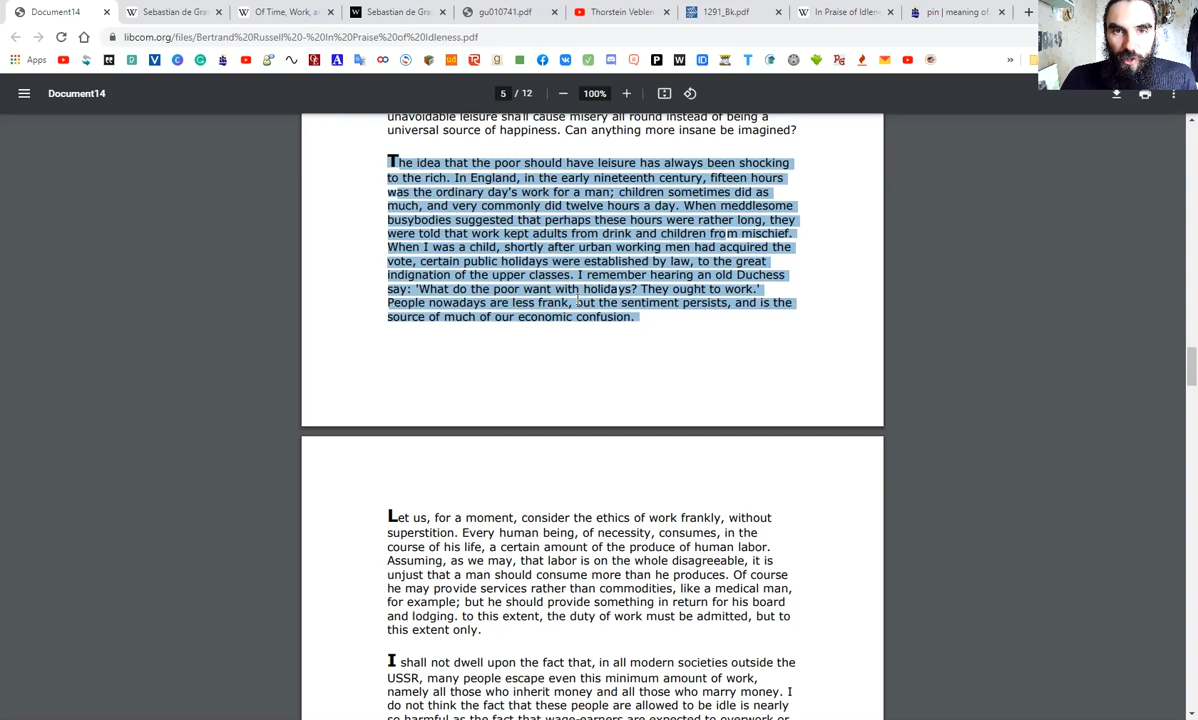 Document14
Sebastian de Gra
Of Time, Work, a
Sebastian de Gra
gu010741.pdf
Thorstein Veblen
1291_Bk.pdf
In Praise of Idlen
pin | meaning of
libcom.org/files/Bertrand%20Russell%20-%20In%20Praise%20of%20Idleness.pdf
Apps
Document14
5 / 12
100%
unavoidable leisure shall cause misery all round instead of being a
universal source of happiness. Can anything more insane be imagined?
The idea that the poor should have leisure has always been shocking
to the rich. In England, in the early nineteenth century, fifteen hours
was the ordinary day's work for a man; children sometimes did as
much, and very commonly did twelve hours a day. When meddlesome
busybodies suggested that perhaps these hours were rather long, they
were told that work kept adults from drink and children from mischief.
When I was a child, shortly after urban working men had acquired the
vote, certain public holidays were established by law, to the great
indignation of the upper classes. I remember hearing an old Duchess
say: 'What do the poor want with holidays? They ought to work.'
People nowadays are less frank, but the sentiment persists, and is the
source of much of our economic confusion.
Let us, for a moment, consider the ethics of work frankly, without
superstition. Every human being, of necessity, consumes, in the
course of his life, a certain amount of the produce of human labor.
Assuming, as we may, that labor is on the whole disagreeable, it is
unjust that a man should consume more than he produces. Of course
he may provide services rather than commodities, like a medical man,
for example; but he should provide something in return for his board
and lodging. to this extent, the duty of work must be admitted, but to
this extent only.
I shall not dwell upon the fact that, in all modern societies outside the
USSR, many people escape even this minimum amount of work,
namely all those who inherit money and all those who marry money. I
do not think the fact that these people are allowed to be idle is nearly
so harmful as the fact that wage-earners are expected to overwork or